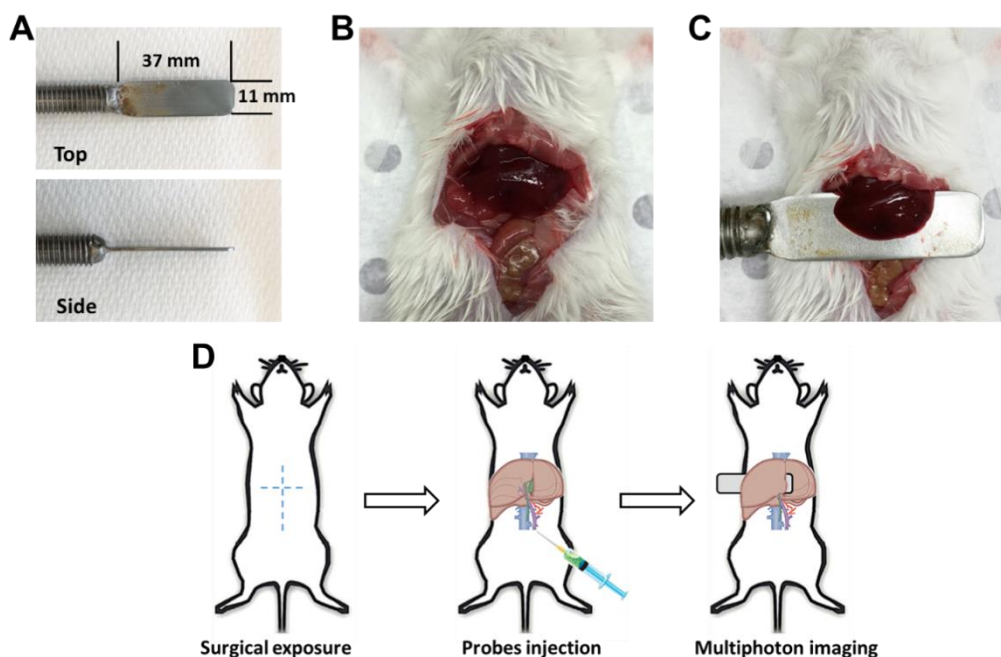 A
37 mm
11 mm
Top
Side
B
C
D
Surgical exposure
Probes injection
Multiphoton imaging